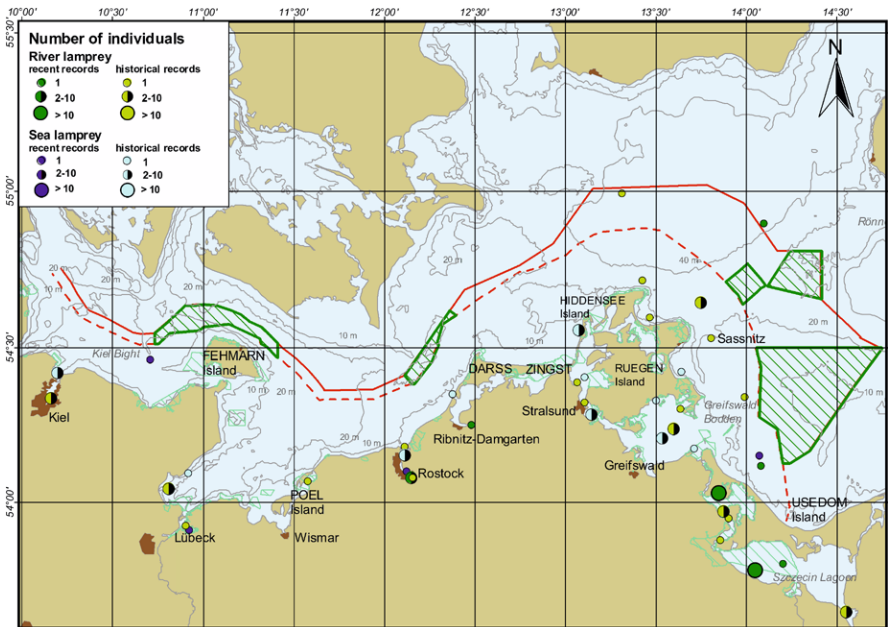 10°00'
10°30'
11°00'
11°30'
12°00'
12°30'
13°00'
13°30'
14°00'
14°30'
55°30'
Number of individuals
River lamprey
recent records historical records
1 1
2-10 2-10
> 10 > 10
Sea lamprey
recent records historical records
1 1
2-10 2-10
> 10 > 10
N
55°00'
Rönn
40 m
20 m
20 m
20 m
10 m
20 m
10 m
10 m
HIDDENSEE
Island
Sassnitz
54°30'
Kiel Bight
FEHMARN
Island
DARSS ZINGST
RUEGEN
Island
20 m
10 m
10 m
Kiel
Stralsund
Greifswald
Bodden
Ribnitz-Damgarten
20 m
10 m
Greifswald
Rostock
POEL
Island
USEDOM
Island
54°00'
Lübeck
Wismar
Szczecin Lagoon